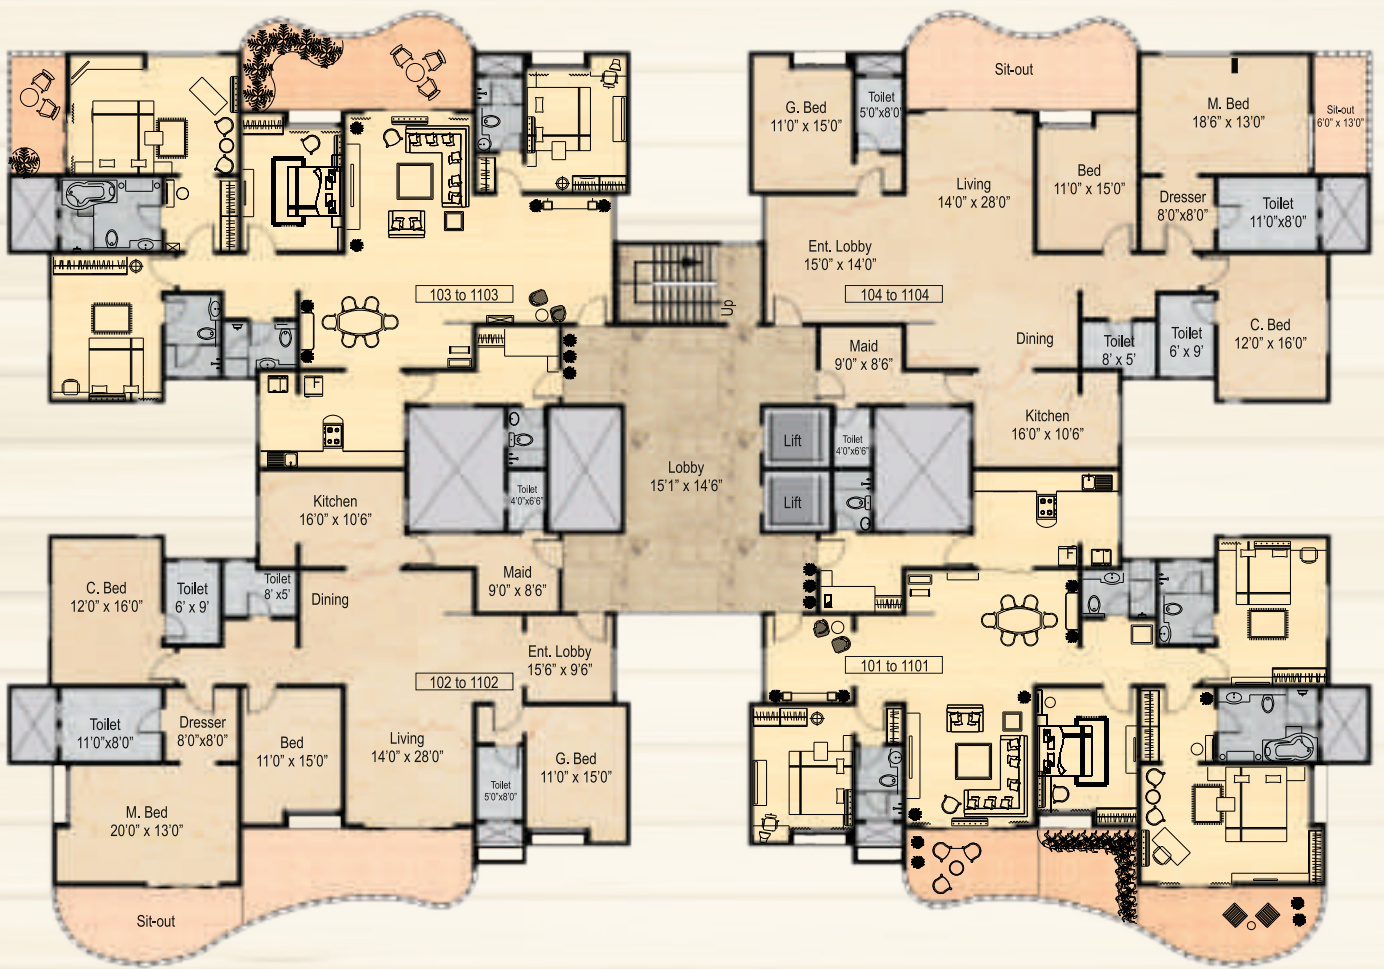 Sit-out
G. Bed
11'0" x 15'0"
Toilet
5'0"x8'0"
M. Bed
18'6" x 13'0"
Sit-out
6'0" x 13'0"
Living
14'0" x 28'0"
Bed
11'0" x 15'0"
Dresser
8'0"x8'0"
Toilet
11'0"x8'0"
Ent. Lobby
15'0" x 14'0"
103 to 1103
104 to 1104
Up
Maid
9'0" x 8'6"
Dining
Toilet
8' x 5'
Toilet
6' x 9'
C. Bed
12'0" x 16'0"
F
Kitchen
16'0" x 10'6"
Lift
Toilet
4'0"x6'6"
Lobby
15'1" x 14'6"
Lift
Kitchen
16'0" x 10'6"
Toilet
4'0"x6'6"
F
C. Bed
12'0" x 16'0"
Toilet
6' x 9'
Toilet
8' x5'
Dining
Maid
9'0" x 8'6"
Ent. Lobby
15'6" x 9'6"
102 to 1102
101 to 1101
Toilet
11'0"x8'0"
Dresser
8'0"x8'0"
Bed
11'0" x 15'0"
Living
14'0" x 28'0"
G. Bed
11'0" x 15'0"
Toilet
5'0"x8'0"
M. Bed
20'0" x 13'0"
Sit-out